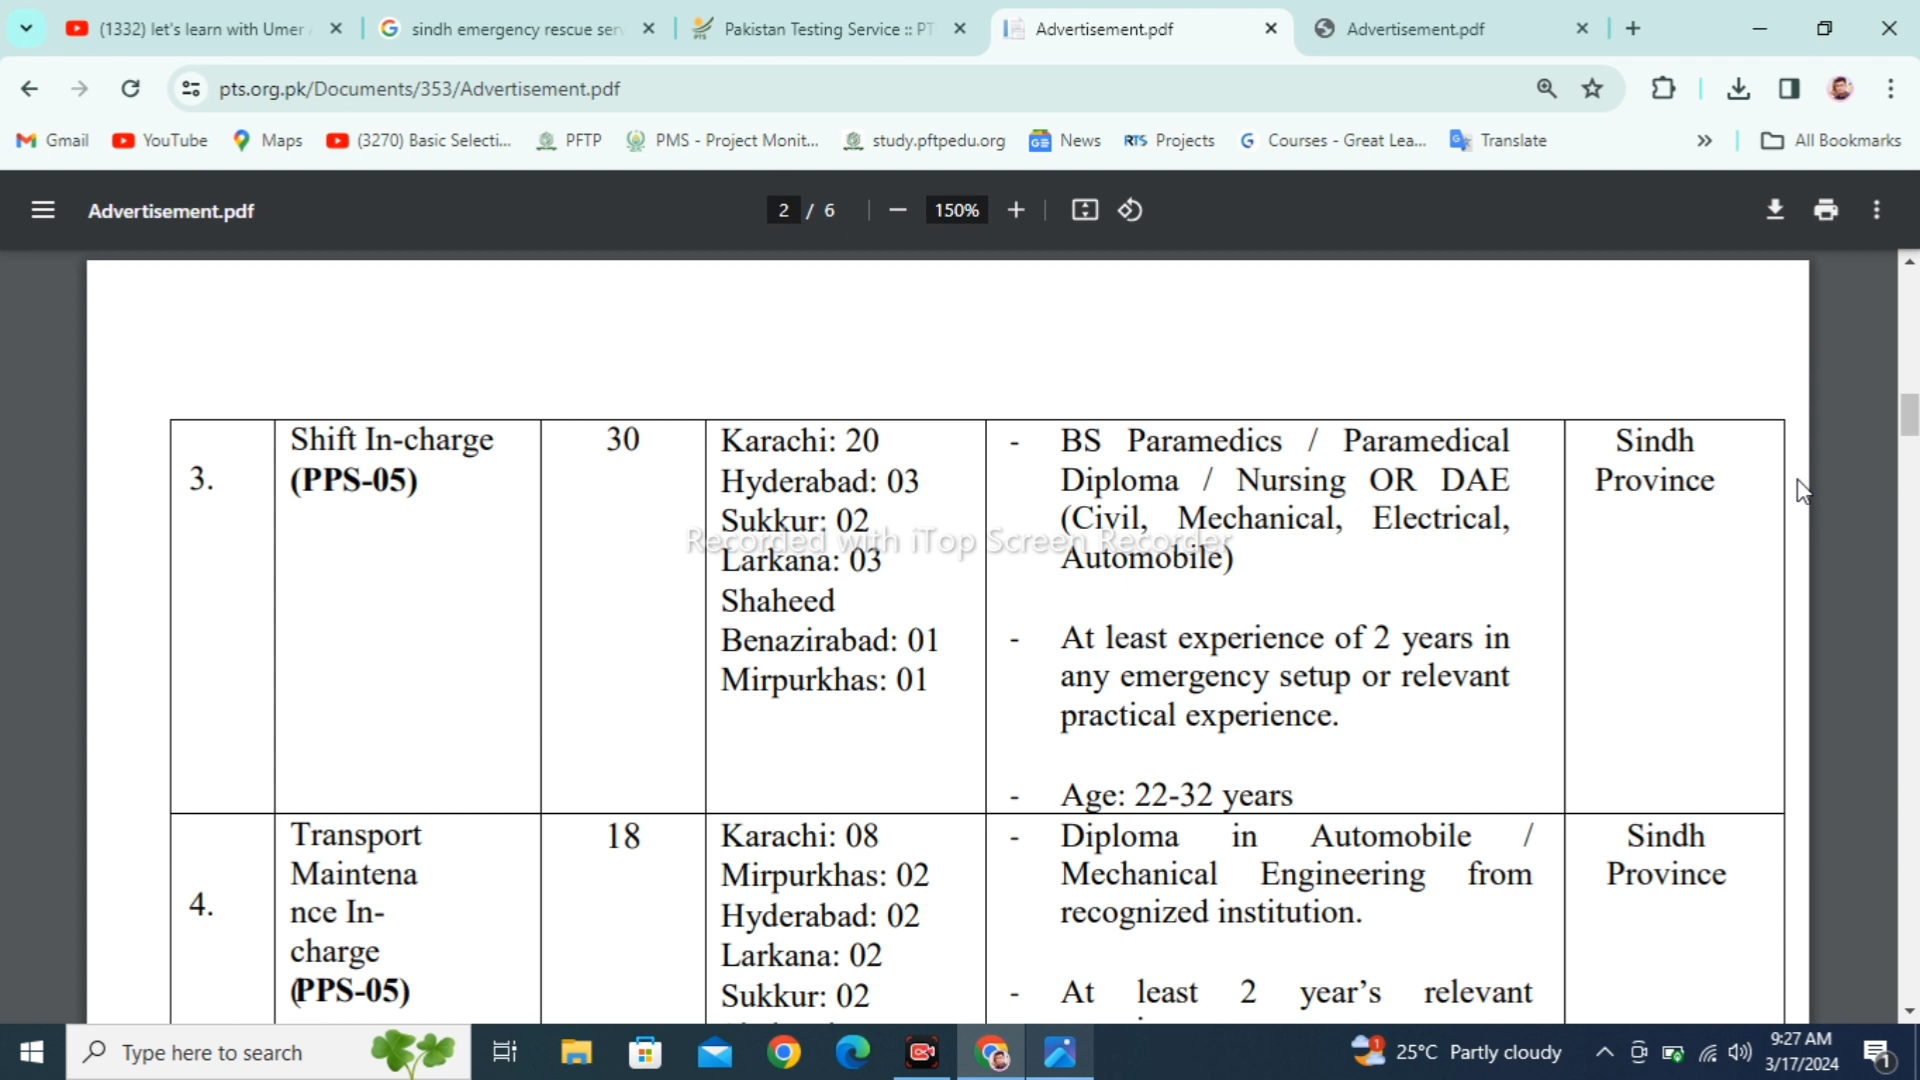 (1332) let's learn with Umer
sindh emergency rescue ser
Pakistan Testing Service :: PT
Advertisement.pdf
Advertisement.pdf
pts.org.pk/Documents/353/Advertisement.pdf
Gmail
YouTube
Maps
(3270) Basic Selecti...
PFTP
PMS - Project Monit...
study.pftpedu.org
News
RTS Projects
Courses - Great Lea...
Translate
All Bookmarks
Advertisement.pdf
2 / 6
150%
3.
Shift In-charge
(PPS-05)
30
Karachi: 20
Hyderabad: 03
Sukkur: 02
Larkana: 03
Shaheed
Benazirabad: 01
Mirpurkhas: 01
- BS Paramedics / Paramedical
Diploma / Nursing OR DAE
(Civil, Mechanical, Electrical,
Automobile)
- At least experience of 2 years in
any emergency setup or relevant
practical experience.
- Age: 22-32 years
Sindh
Province
Recorded with iTop Screen Recorder
4.
Transport
Maintena
nce In-
charge
(PPS-05)
18
Karachi: 08
Mirpurkhas: 02
Hyderabad: 02
Larkana: 02
Sukkur: 02
- Diploma in Automobile /
Mechanical Engineering from
recognized institution.
- At least 2 year's relevant
Sindh
Province
Type here to search
25°C Partly cloudy
9:27 AM
3/17/2024
1